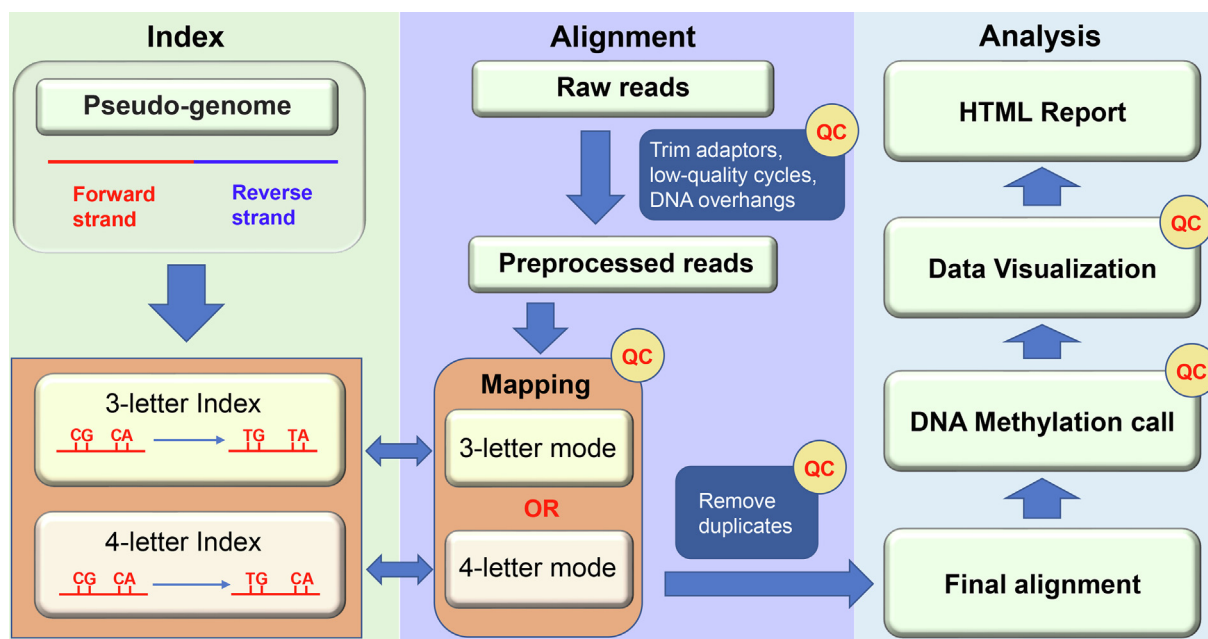 Index
Pseudo-genome
Forward
strand
Reverse
strand
3-letter Index
CG CA TG TA
4-letter Index
CG CA TG CA
Alignment
Raw reads
QC
Trim adaptors,
low-quality cycles,
DNA overhangs
Preprocessed reads
QC
Mapping
3-letter mode
OR
4-letter mode
QC
Remove
duplicates
Analysis
HTML Report
QC
Data Visualization
QC
DNA Methylation call
Final alignment